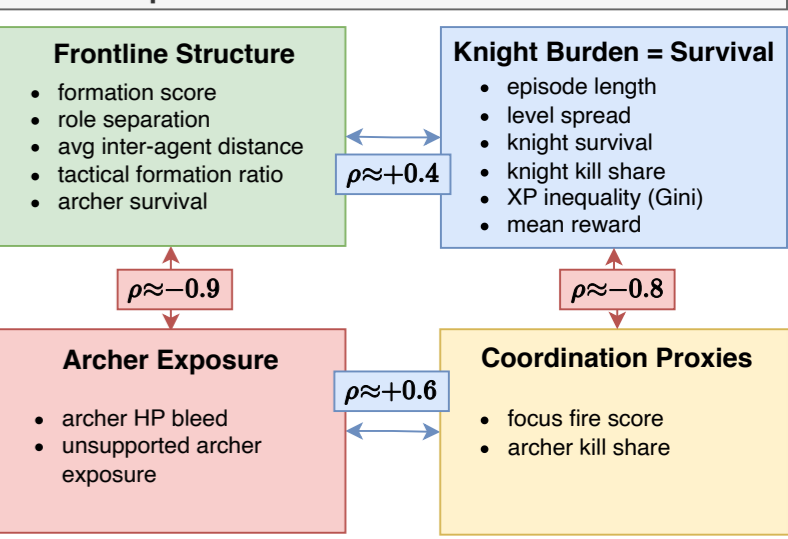 Frontline Structure
• formation score
• role separation
• avg inter-agent distance
• tactical formation ratio
• archer survival
Knight Burden = Survival
• episode length
• level spread
• knight survival
• knight kill share
• XP inequality (Gini)
• mean reward
ρ≈+0.4
ρ≈−0.9
ρ≈−0.8
Archer Exposure
• archer HP bleed
• unsupported archer
exposure
ρ≈+0.6
Coordination Proxies
• focus fire score
• archer kill share